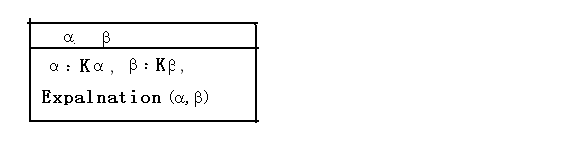 α β
α : Kα , β : Kβ ,
Expalnation (α, β)